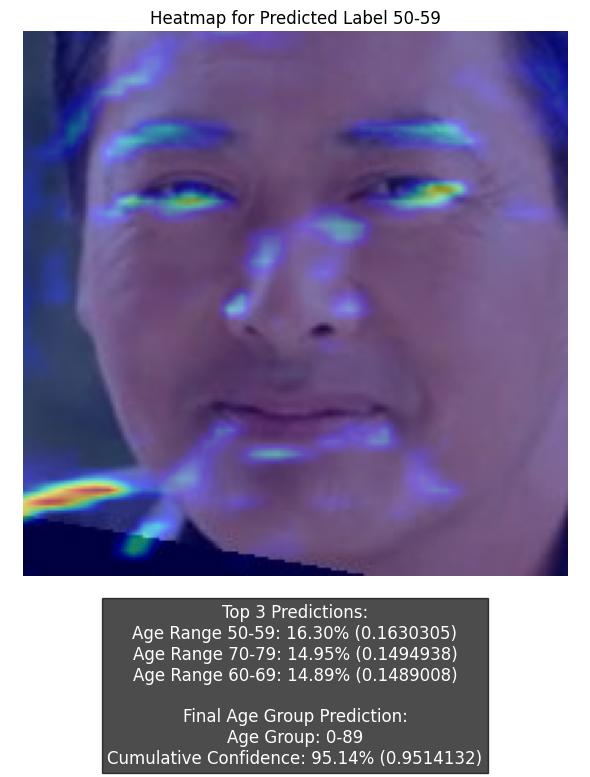 Heatmap for Predicted Label 50-59
Top 3 Predictions:
Age Range 50-59: 16.30% (0.1630305)
Age Range 70-79: 14.95% (0.1494938)
Age Range 60-69: 14.89% (0.1489008)
Final Age Group Prediction:
Age Group: 0-89
Cumulative Confidence: 95.14% (0.9514132)